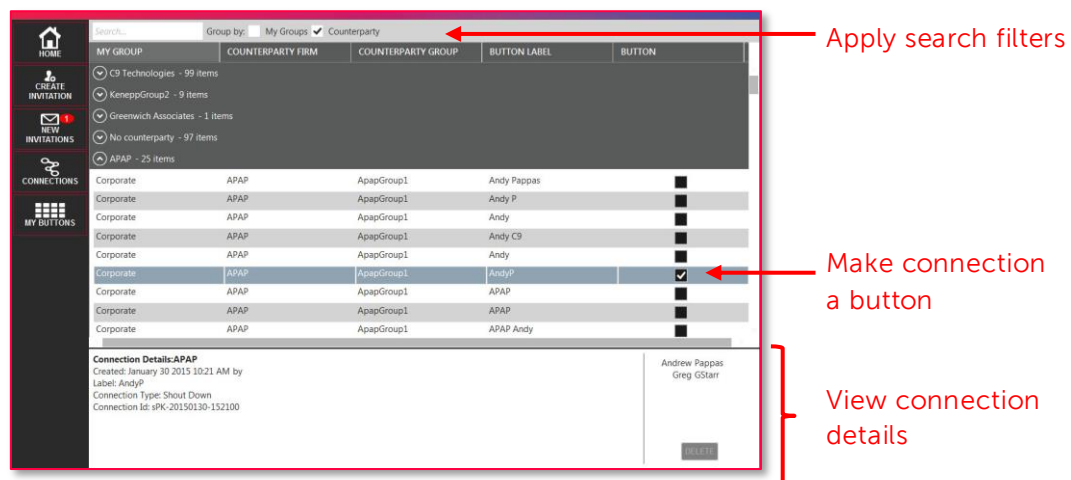 Search... Group by: My Groups Counterparty
Apply search filters
HOME
MY GROUP COUNTERPARTY FIRM COUNTERPARTY GROUP BUTTON LABEL BUTTON
C9 Technologies - 99 items
CREATE
INVITATION
KeneppGroup2 - 9 items
Greenwich Associates - 1 items
1
NEW
INVITATIONS
No counterparty - 97 items
APAP - 25 items
CONNECTIONS
MY BUTTONS
Corporate APAP ApapGroup1 Andy Pappas
Corporate APAP ApapGroup1 Andy P
Corporate APAP ApapGroup1 Andy
Corporate APAP ApapGroup1 Andy C9
Corporate APAP ApapGroup1 Andy
Corporate APAP ApapGroup1 AndyP
Corporate APAP ApapGroup1 APAP
Corporate APAP ApapGroup1 APAP
Corporate APAP ApapGroup1 APAP Andy
Make connection
a button
Connection Details:APAP
Created: January 30 2015 10:21 AM by
Label: AndyP
Connection Type: Shout Down
Connection Id: sPK-20150130-152100
Andrew Pappas
Greg GStarr
DELETE
View connection
details